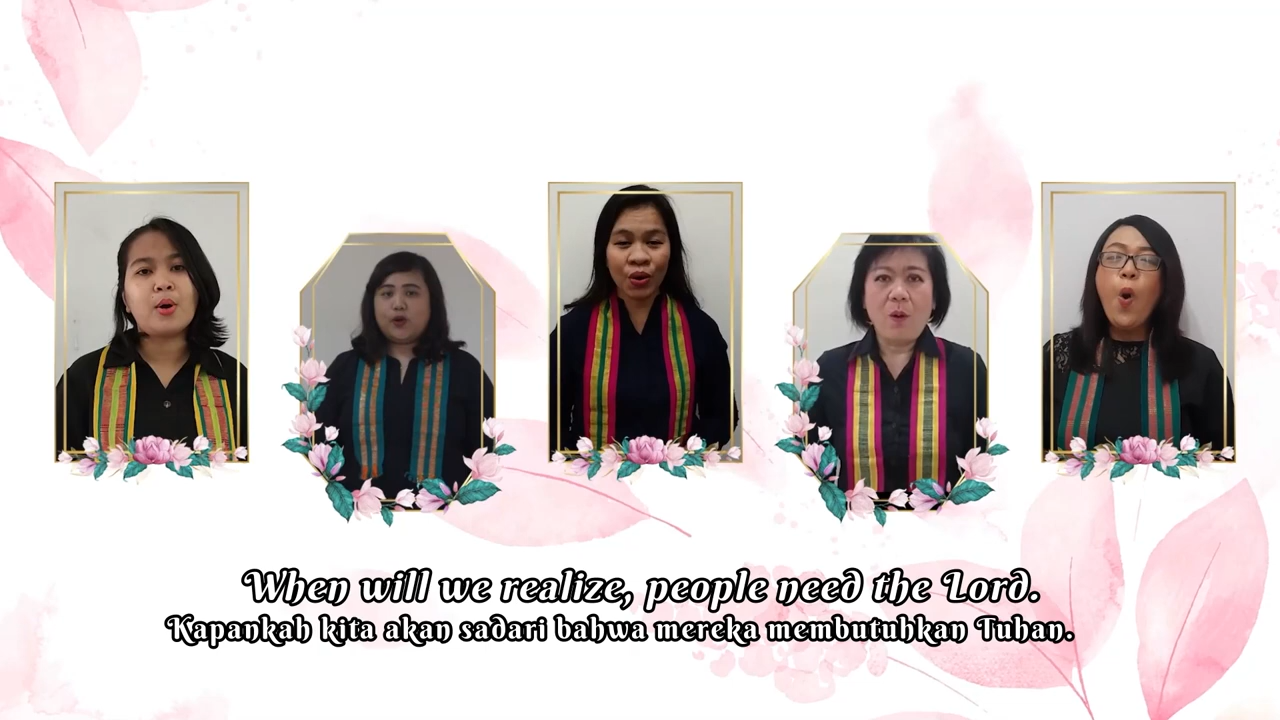 When will we realize, people need the Lord.
Kapankah kita akan sadari bahwa mereka membutuhkan Tuhan.